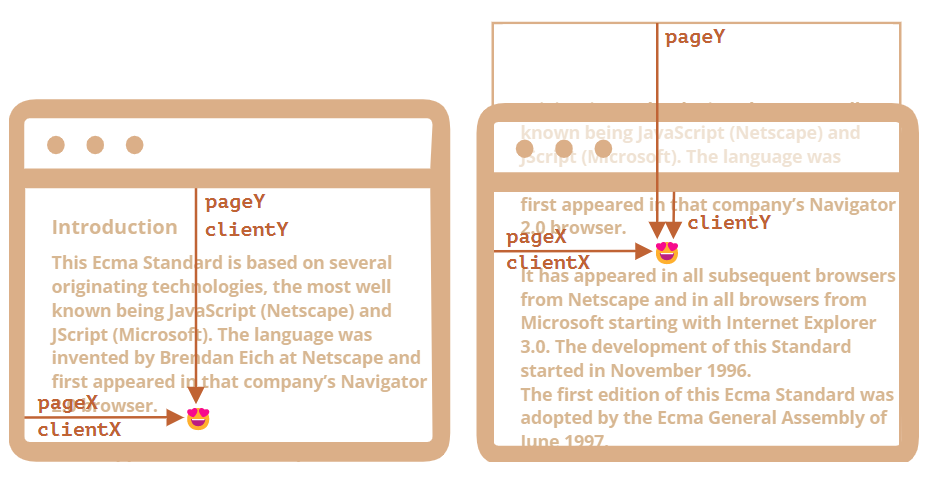 pageY
clientY
Introduction
This Ecma Standard is based on several
originating technologies, the most well
known being JavaScript (Netscape) and
JScript (Microsoft). The language was
invented by Brendan Eich at Netscape and
first appeared in that company’s Navigator
2.0 browser.
pageX
clientX
pageY
known being JavaScript (Netscape) and
JScript (Microsoft). The language was
first appeared in that company’s Navigator
2.0 browser.
clientY
pageX
clientX
It has appeared in all subsequent browsers
from Netscape and in all browsers from
Microsoft starting with Internet Explorer
3.0. The development of this Standard
started in November 1996.
The first edition of this Ecma Standard was
adopted by the Ecma General Assembly of
June 1997.